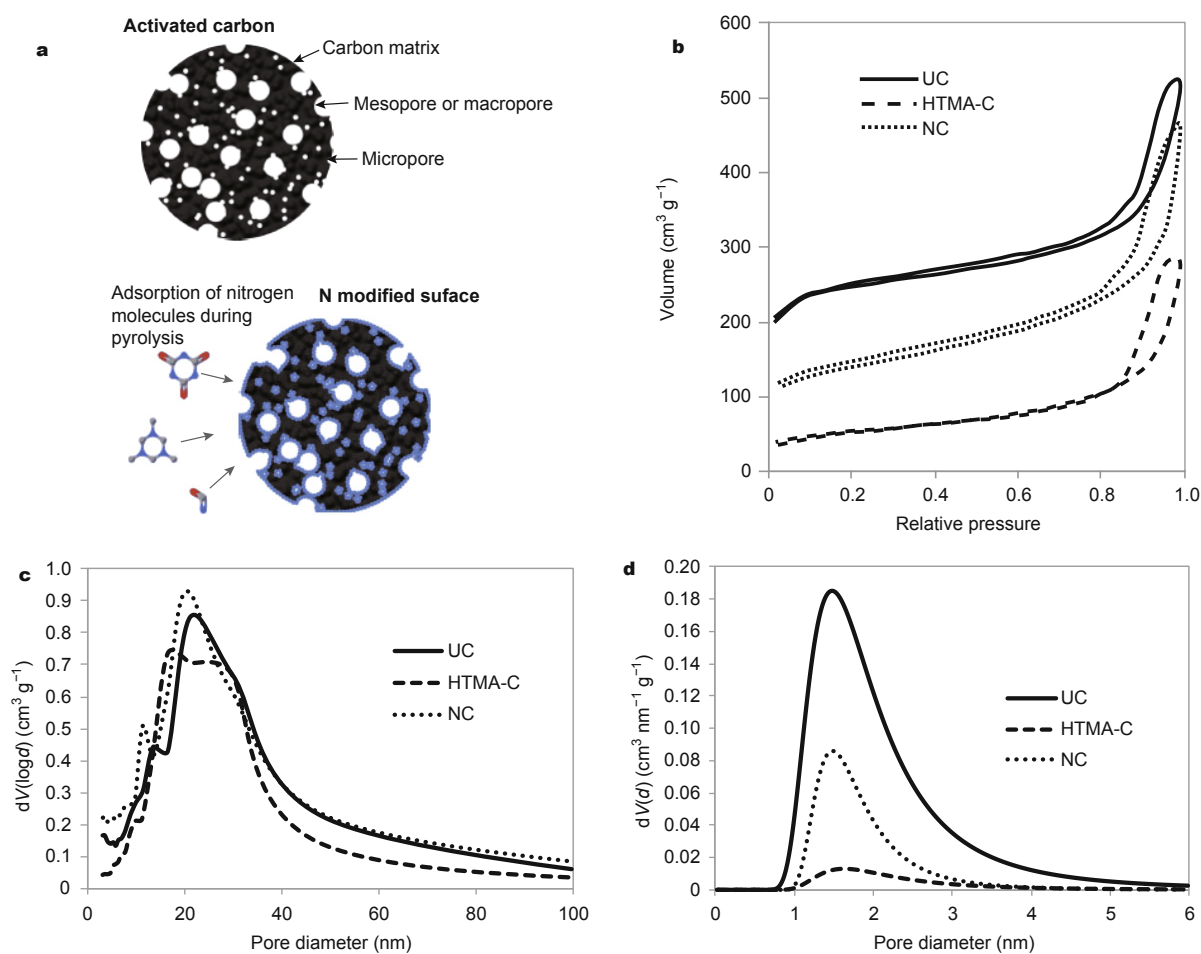 a
Activated carbon
Carbon matrix
Mesopore or macropore
Micropore
Adsorption of nitrogen
molecules during
pyrolysis
N modified suface
b
600
500
400
300
200
100
0
Volume (cm³ g⁻¹)
UC
HTMA-C
NC
0 0.2 0.4 0.6 0.8 1.0
Relative pressure
c
1.0
0.9
0.8
0.7
0.6
0.5
0.4
0.3
0.2
0.1
0
dV(logd) (cm³ g⁻¹)
UC
HTMA-C
NC
0 20 40 60 80 100
Pore diameter (nm)
d
0.20
0.18
0.16
0.14
0.12
0.10
0.08
0.06
0.04
0.02
0
dV(d) (cm³ nm⁻¹ g⁻¹)
UC
HTMA-C
NC
0 1 2 3 4 5 6
Pore diameter (nm)